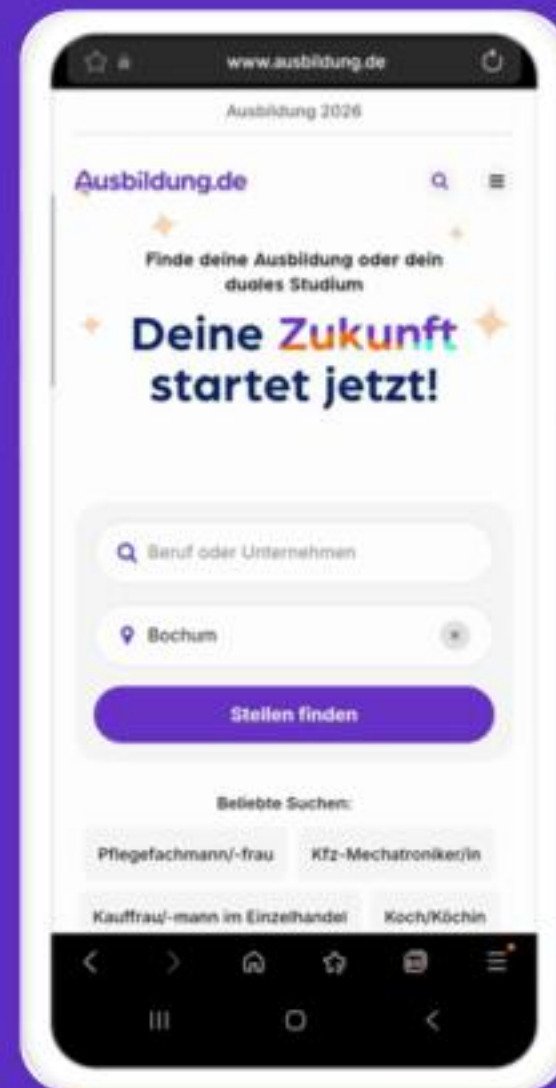 www.ausbildung.de
Ausbildung 2026
Ausbildung.de
Finde deine Ausbildung oder dein
duales Studium
Deine Zukunft
startet jetzt!
Beruf oder Unternehmen
Bochum
Stellen finden
Beliebte Suchen:
Pflegefachmann/-frau Kfz-Mechatroniker/in
Kauffrau/-mann im Einzelhandel Koch/Köchin